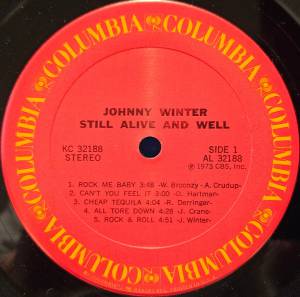 COLUMBIA COLUMBIA COLUMBIA COLUMBIA COLUMBIA COLUMBIA
JOHNNY WINTER
STILL ALIVE AND WELL
KC 32188 SIDE 1
STEREO AL 32188
℗ 1973 CBS, Inc.
1. ROCK ME BABY 3:48 -W. Broonzy -A. Crudup-
2. CAN'T YOU FEEL IT 3:00 -D. Hartman-
3. CHEAP TEQUILA 4:04 -R. Derringer-
4. ALL TORE DOWN 4:28 -J. Crane-
5. ROCK & ROLL 4:51 -J. Winter-